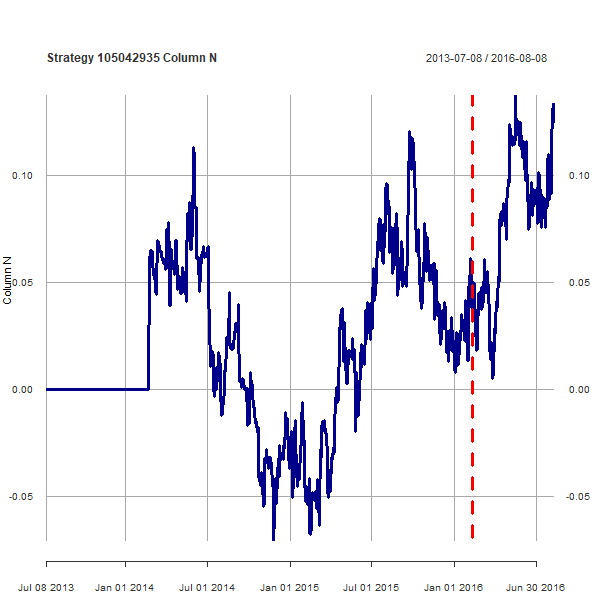 Strategy 105042935 Column N
2013-07-08 / 2016-08-08
0.10
0.05
0.00
-0.05
Column N
0.10
0.05
0.00
-0.05
Jul 08 2013
Jan 01 2014
Jul 01 2014
Jan 01 2015
Jul 01 2015
Jan 01 2016
Jun 30 2016